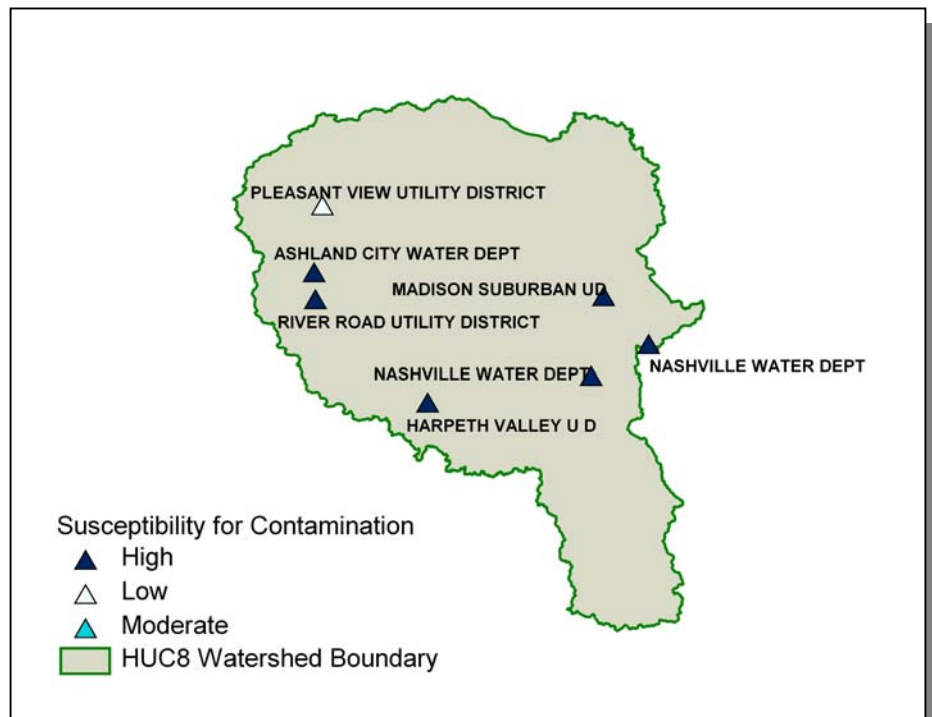 PLEASANT VIEW UTILITY DISTRICT
ASHLAND CITY WATER DEPT
MADISON SUBURBAN UD
RIVER ROAD UTILITY DISTRICT
NASHVILLE WATER DEPT
NASHVILLE WATER DEPT
HARPETH VALLEY U D
Susceptibility for Contamination
High
Low
Moderate
HUC8 Watershed Boundary